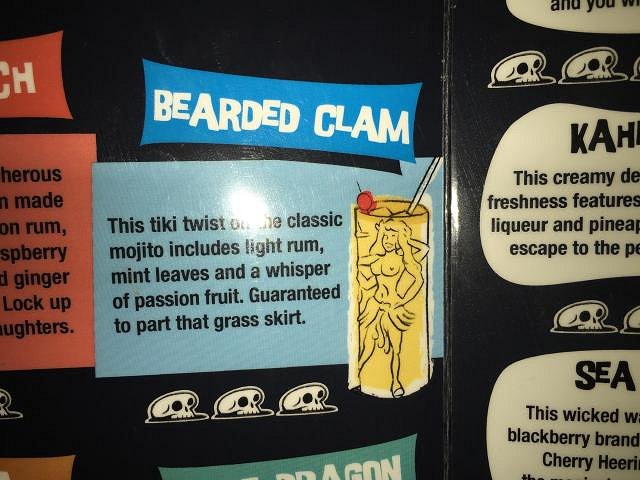 and you wi
CH
BEARDED CLAM
herous
n made
on rum,
spberry
d ginger
Lock up
aughters.
This tiki twist on the classic
mojito includes light rum,
mint leaves and a whisper
of passion fruit. Guaranteed
to part that grass skirt.
DRAGON
KAH
This creamy de
freshness features
liqueur and pineap
escape to the pe
SEA
This wicked wa
blackberry brand
Cherry Heerin